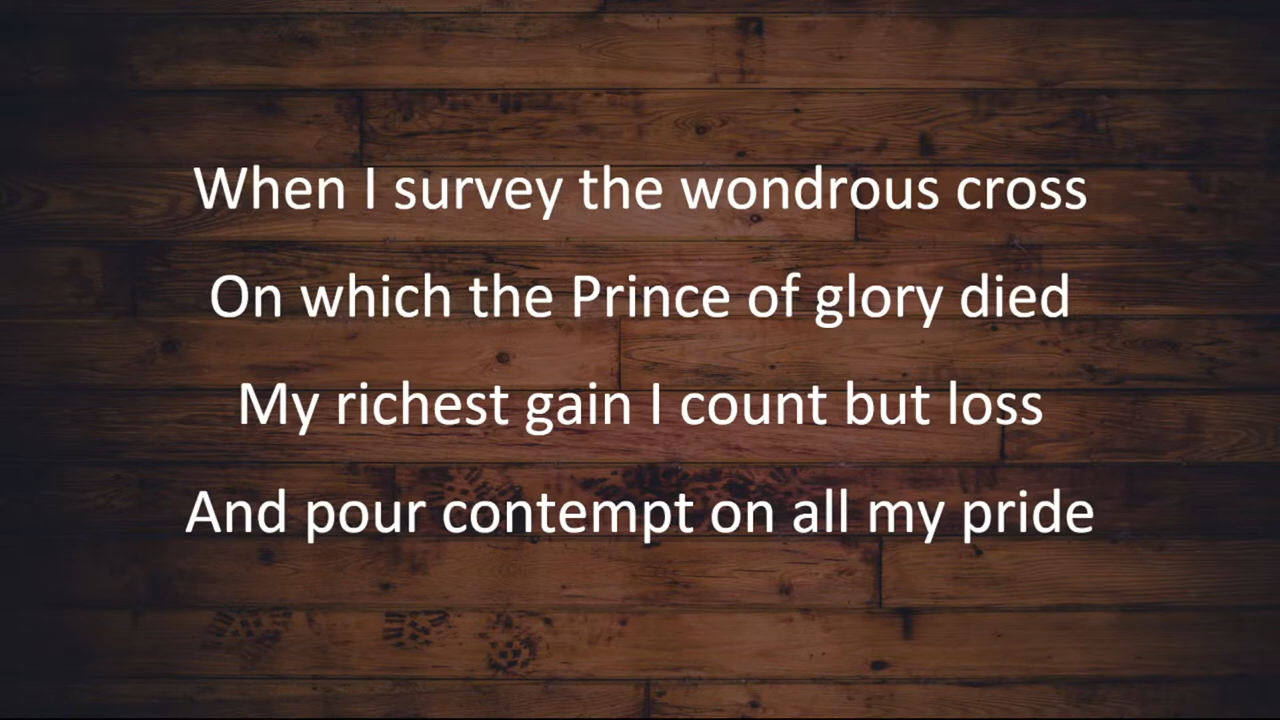 When I survey the wondrous cross
On which the Prince of glory died
My richest gain I count but loss
And pour contempt on all my pride